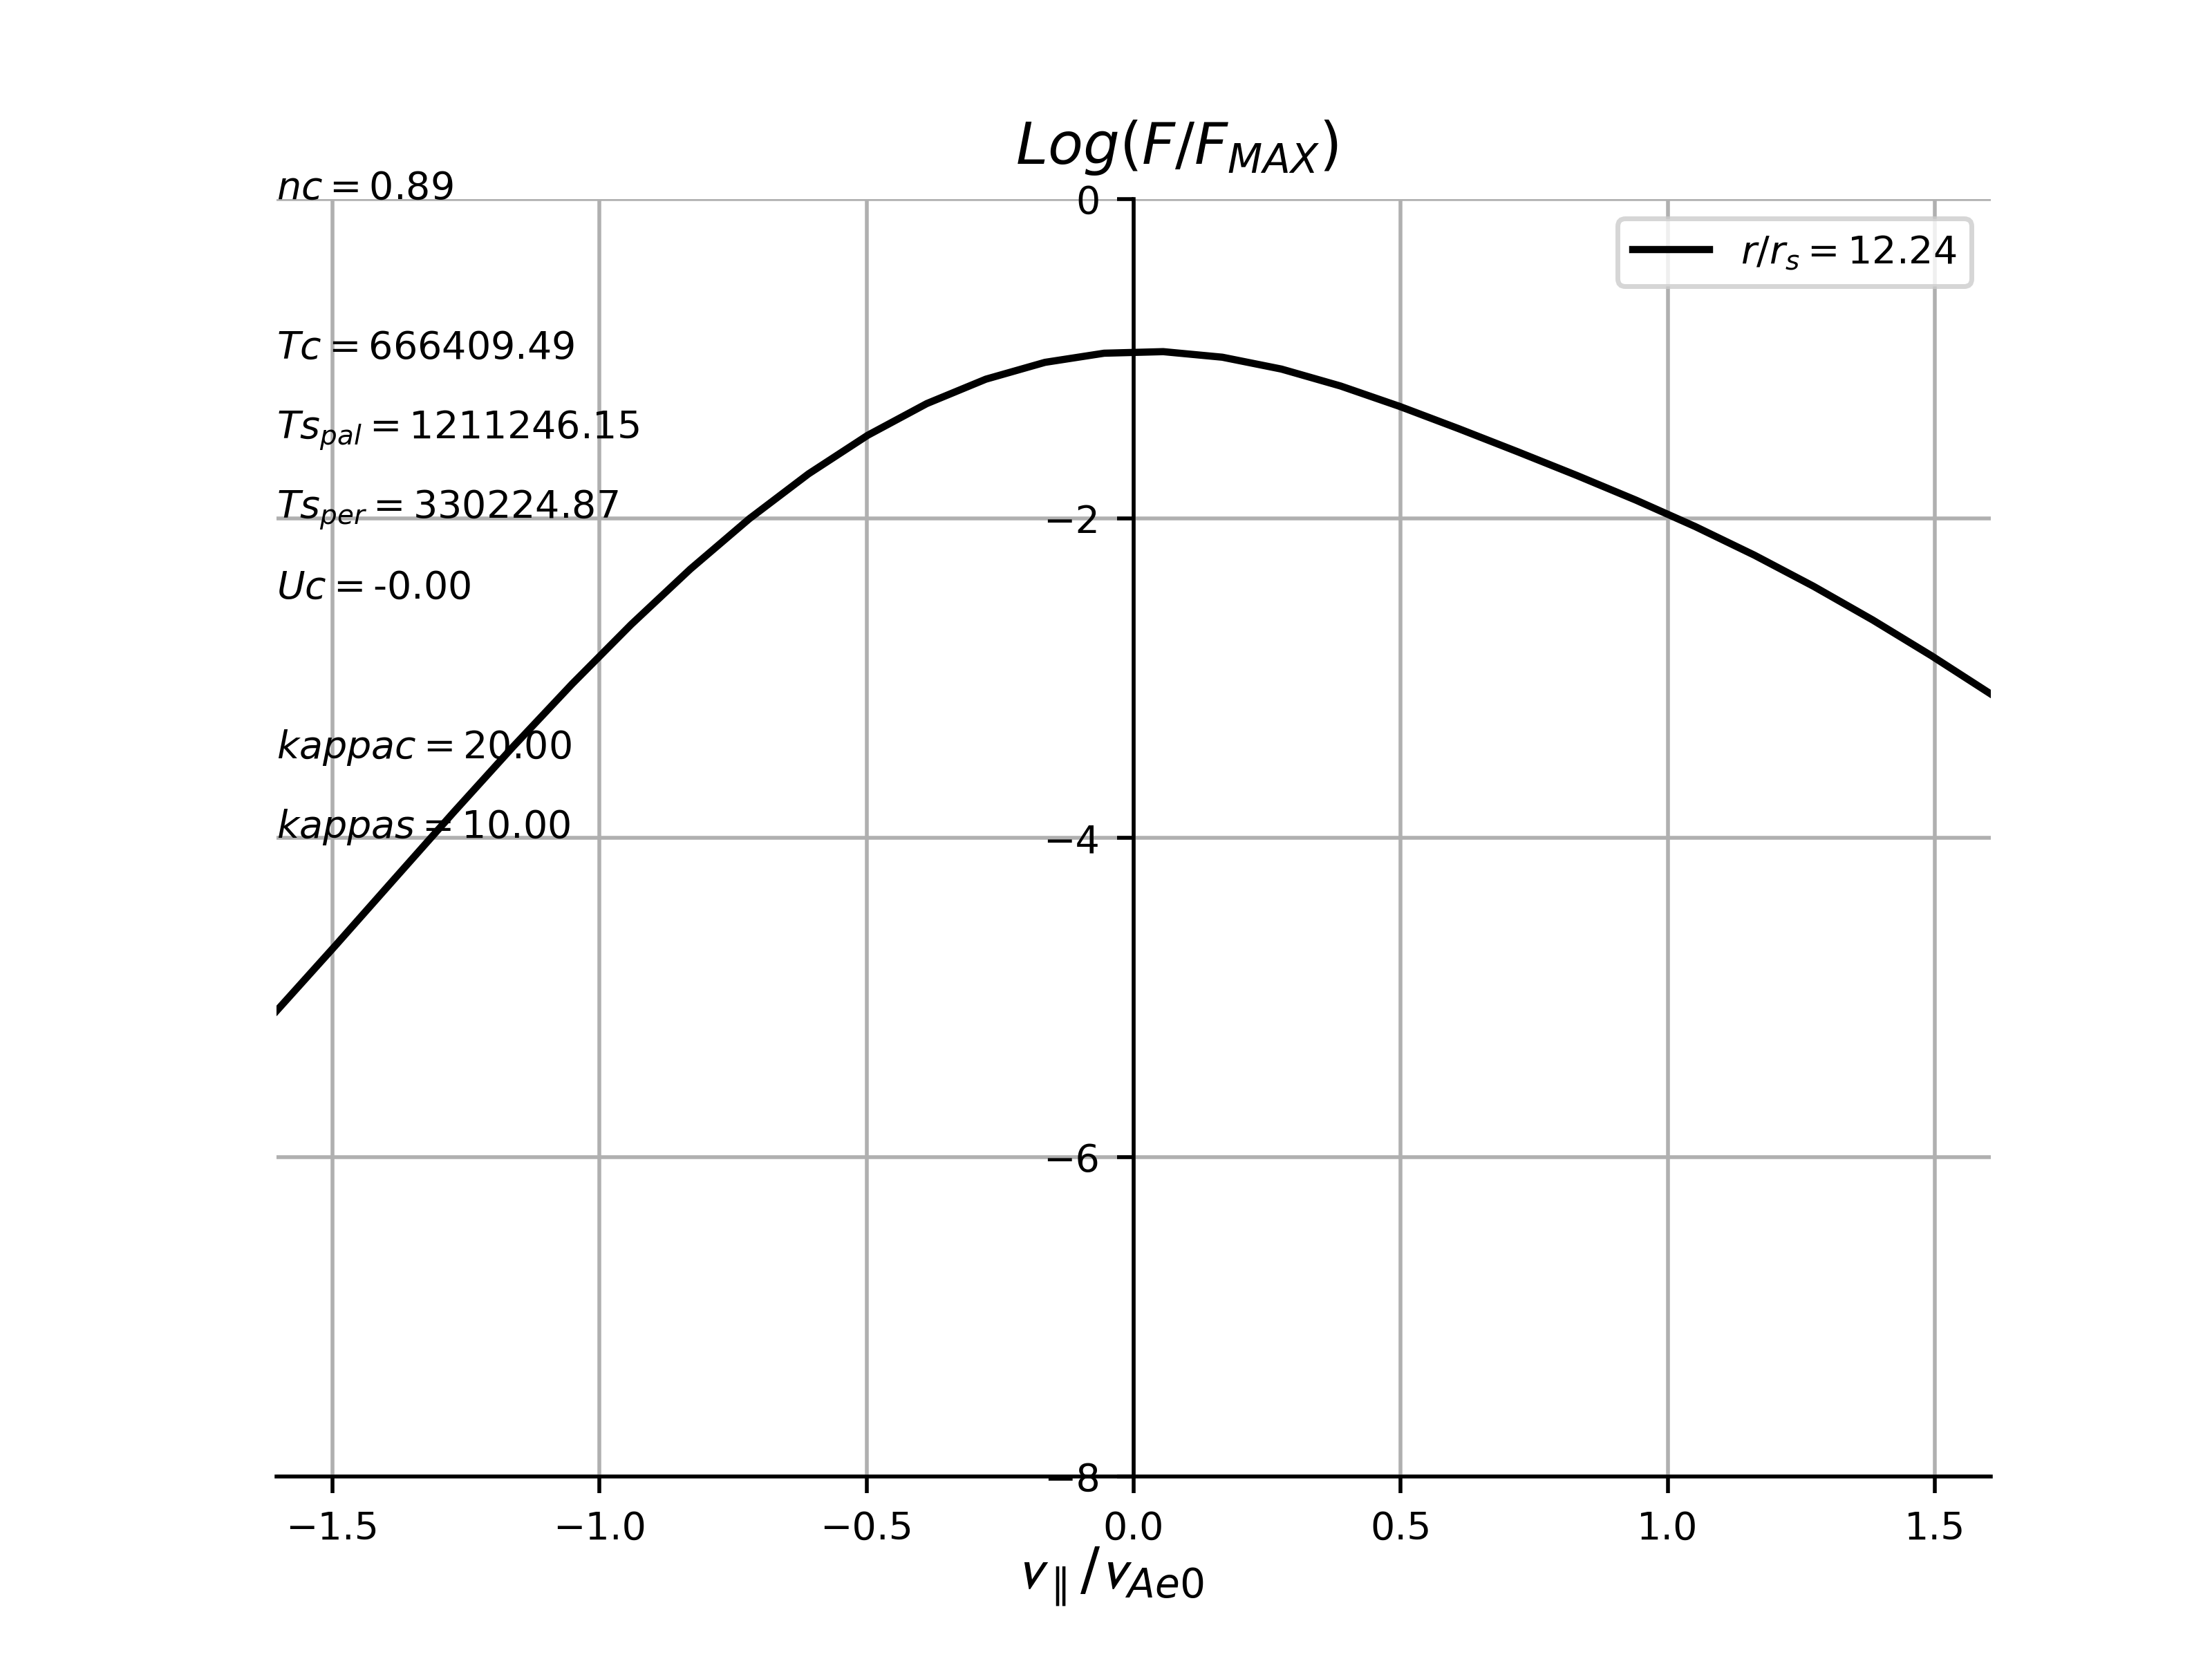 Log(F/F_MAX)
nc = 0.89
0
r/r_s = 12.24
Tc = 666409.49
Ts_pal = 1211246.15
Ts_per = 330224.87
−2
Uc = -0.00
kappac = 20.00
kappas = 10.00
−4
−6
−8
−1.5 −1.0 −0.5 0.0 0.5 1.0 1.5
v_∥/v_Ae0